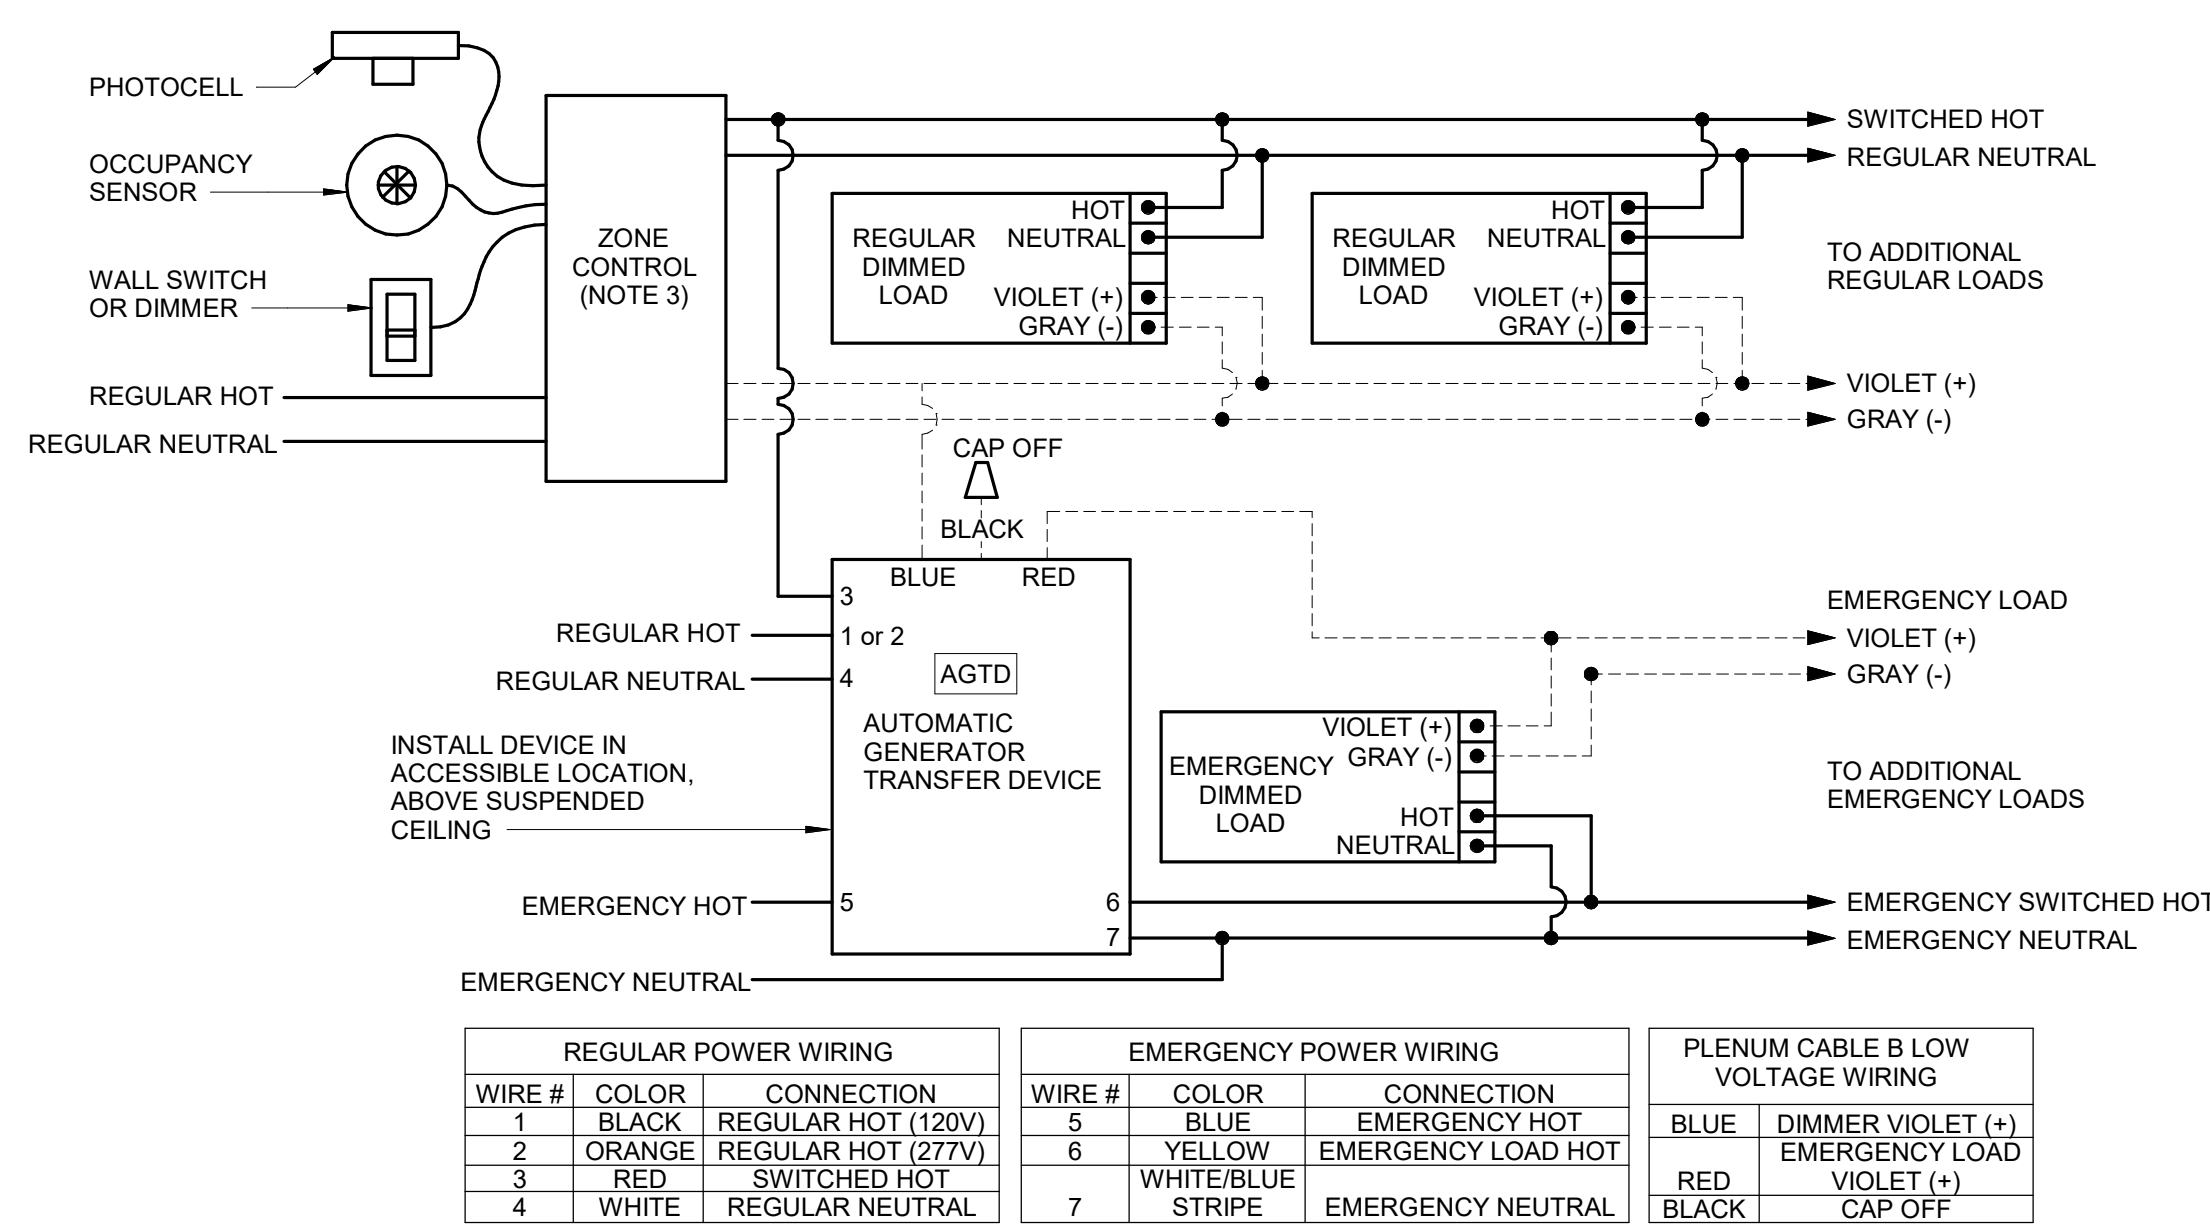 PHOTOCELL
OCCUPANCY
SENSOR
WALL SWITCH
OR DIMMER
REGULAR HOT
REGULAR NEUTRAL
ZONE
CONTROL
(NOTE 3)
SWITCHED HOT
REGULAR NEUTRAL
REGULAR
DIMMED
LOAD
HOT
NEUTRAL
VIOLET (+)
GRAY (-)
REGULAR
DIMMED
LOAD
HOT
NEUTRAL
VIOLET (+)
GRAY (-)
TO ADDITIONAL
REGULAR LOADS
VIOLET (+)
GRAY (-)
CAP OFF
BLACK
BLUE
RED
3
REGULAR HOT
1 or 2
REGULAR NEUTRAL
4
AGTD
AUTOMATIC
GENERATOR
TRANSFER DEVICE
INSTALL DEVICE IN
ACCESSIBLE LOCATION,
ABOVE SUSPENDED
CEILING
EMERGENCY HOT
5
6
7
EMERGENCY NEUTRAL
EMERGENCY LOAD
VIOLET (+)
GRAY (-)
VIOLET (+)
GRAY (-)
EMERGENCY
DIMMED
LOAD
HOT
NEUTRAL
TO ADDITIONAL
EMERGENCY LOADS
EMERGENCY SWITCHED HOT
EMERGENCY NEUTRAL
REGULAR POWER WIRING
WIRE # COLOR CONNECTION
1 BLACK REGULAR HOT (120V)
2 ORANGE REGULAR HOT (277V)
3 RED SWITCHED HOT
4 WHITE REGULAR NEUTRAL
EMERGENCY POWER WIRING
WIRE # COLOR CONNECTION
5 BLUE EMERGENCY HOT
6 YELLOW EMERGENCY LOAD HOT
WHITE/BLUE
7 STRIPE EMERGENCY NEUTRAL
PLENUM CABLE B LOW
VOLTAGE WIRING
BLUE DIMMER VIOLET (+)
EMERGENCY LOAD
RED VIOLET (+)
BLACK CAP OFF